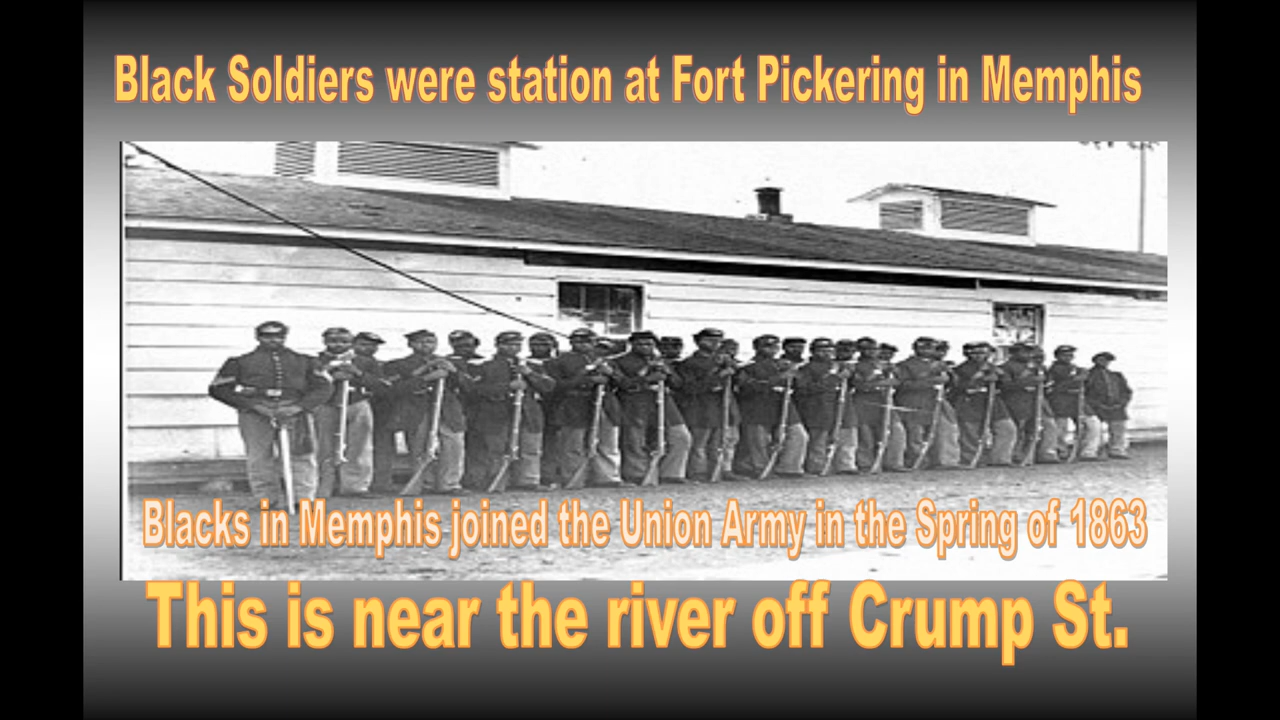 Black Soldiers were station at Fort Pickering in Memphis
Blacks in Memphis joined the Union Army in the Spring of 1863
This is near the river off Crump St.